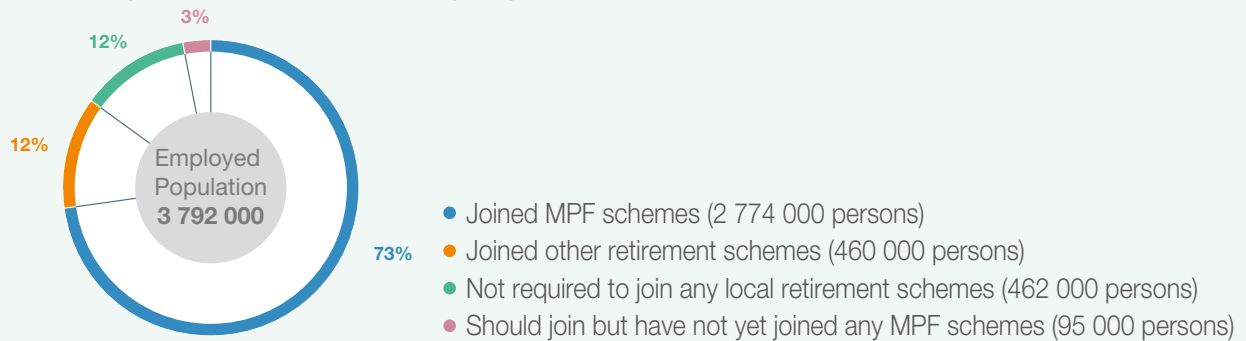 3%
12%
12%
Employed
Population
3 792 000
73%
Joined MPF schemes (2 774 000 persons)
Joined other retirement schemes (460 000 persons)
Not required to join any local retirement schemes (462 000 persons)
Should join but have not yet joined any MPF schemes (95 000 persons)